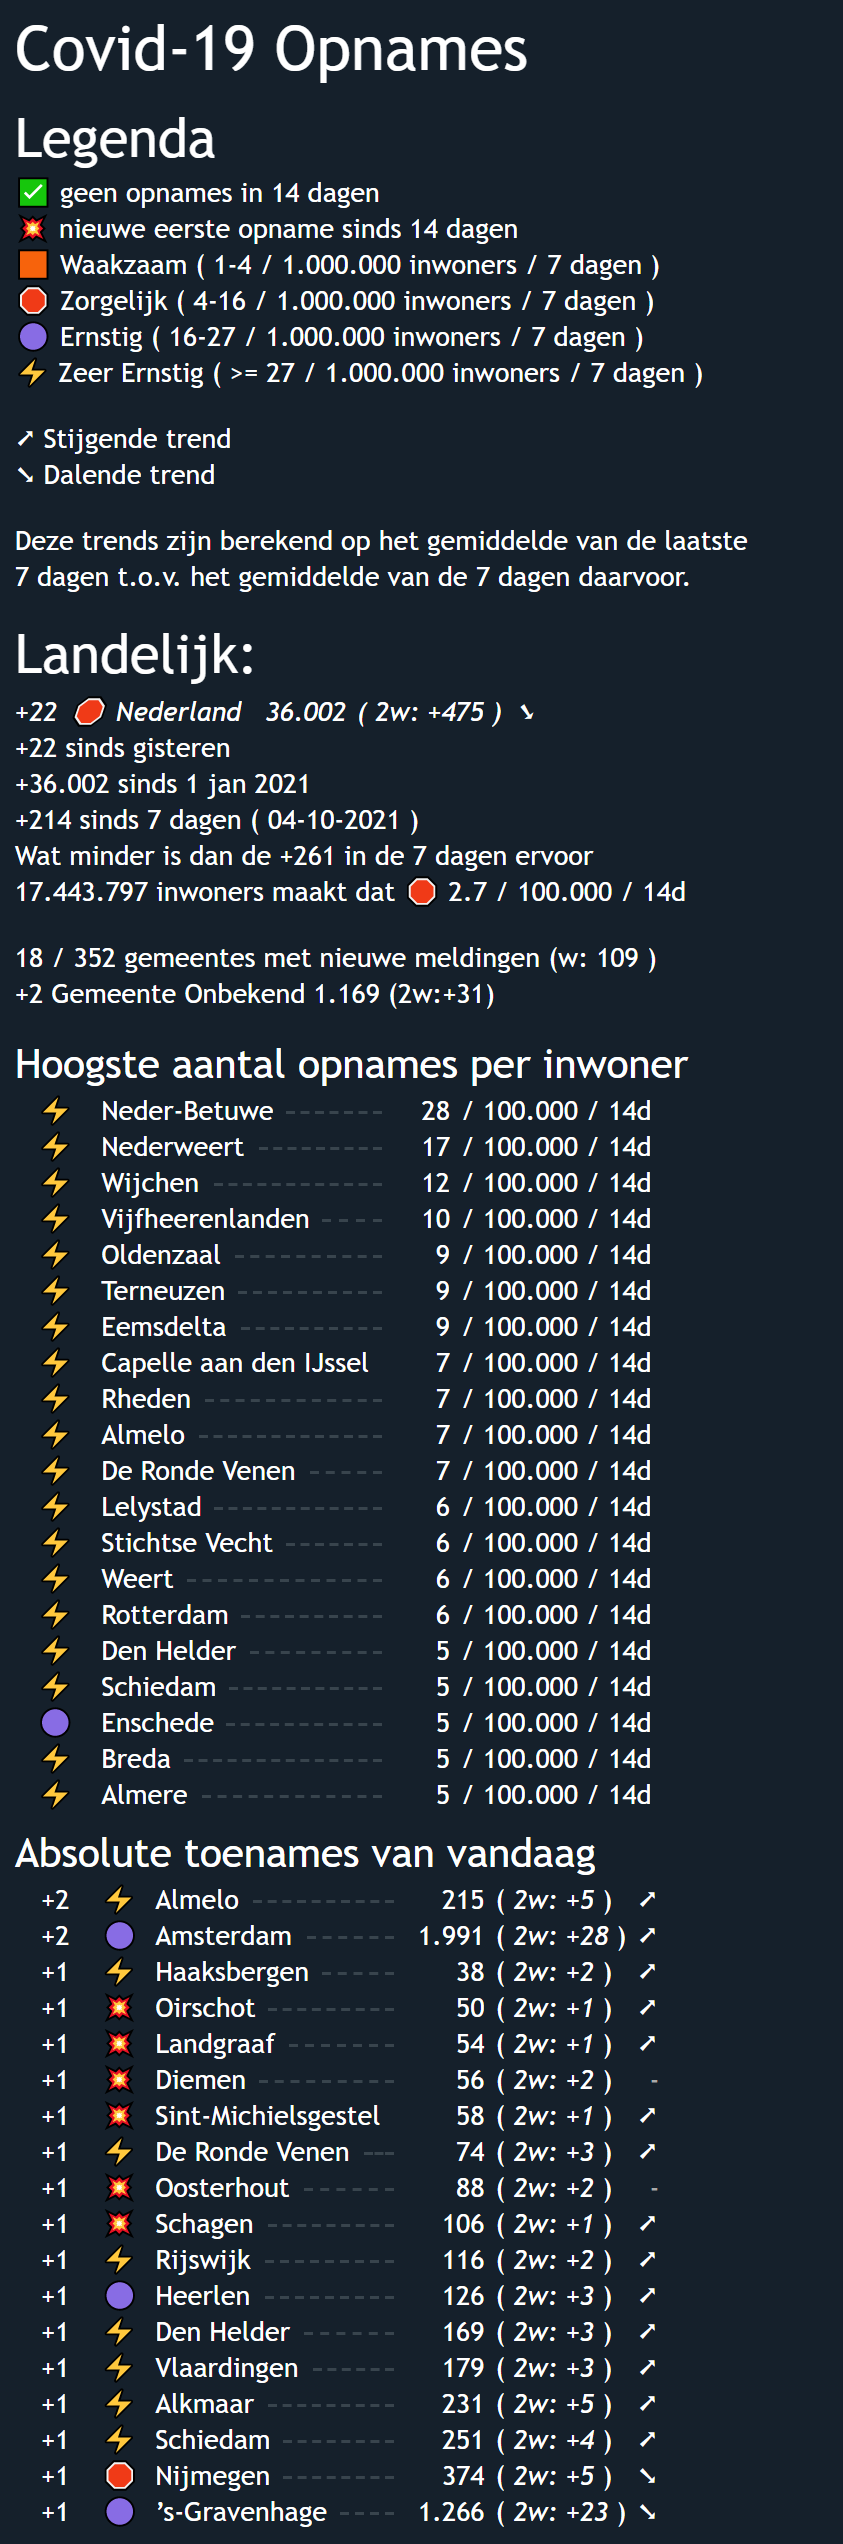 Covid-19 Opnames
Legenda
✅ geen opnames in 14 dagen
💥 nieuwe eerste opname sinds 14 dagen
🟧 Waakzaam ( 1-4 / 1.000.000 inwoners / 7 dagen )
🛑 Zorgelijk ( 4-16 / 1.000.000 inwoners / 7 dagen )
🟣 Ernstig ( 16-27 / 1.000.000 inwoners / 7 dagen )
⚡ Zeer Ernstig ( >= 27 / 1.000.000 inwoners / 7 dagen )
➚ Stijgende trend
➘ Dalende trend
Deze trends zijn berekend op het gemiddelde van de laatste
7 dagen t.o.v. het gemiddelde van de 7 dagen daarvoor.
Landelijk:
+22 🛑 Nederland 36.002 ( 2w: +475 ) ➘
+22 sinds gisteren
+36.002 sinds 1 jan 2021
+214 sinds 7 dagen ( 04-10-2021 )
Wat minder is dan de +261 in de 7 dagen ervoor
17.443.797 inwoners maakt dat 🛑 2.7 / 100.000 / 14d
18 / 352 gemeentes met nieuwe meldingen (w: 109 )
+2 Gemeente Onbekend 1.169 (2w:+31)
Hoogste aantal opnames per inwoner
⚡ Neder-Betuwe ------- 28 / 100.000 / 14d
⚡ Nederweert --------- 17 / 100.000 / 14d
⚡ Wijchen ------------- 12 / 100.000 / 14d
⚡ Vijfheerenlanden ---- 10 / 100.000 / 14d
⚡ Oldenzaal ----------- 9 / 100.000 / 14d
⚡ Terneuzen ---------- 9 / 100.000 / 14d
⚡ Eemsdelta ---------- 9 / 100.000 / 14d
⚡ Capelle aan den IJssel 7 / 100.000 / 14d
⚡ Rheden ------------- 7 / 100.000 / 14d
⚡ Almelo ------------- 7 / 100.000 / 14d
⚡ De Ronde Venen ----- 7 / 100.000 / 14d
⚡ Lelystad ------------ 6 / 100.000 / 14d
⚡ Stichtse Vecht ------- 6 / 100.000 / 14d
⚡ Weert -------------- 6 / 100.000 / 14d
⚡ Rotterdam ---------- 6 / 100.000 / 14d
⚡ Den Helder --------- 5 / 100.000 / 14d
⚡ Schiedam ----------- 5 / 100.000 / 14d
🟣 Enschede ----------- 5 / 100.000 / 14d
⚡ Breda -------------- 5 / 100.000 / 14d
⚡ Almere ------------- 5 / 100.000 / 14d
Absolute toenames van vandaag
+2 ⚡ Almelo ---------- 215 ( 2w: +5 ) ➚
+2 🟣 Amsterdam ------ 1.991 ( 2w: +28 ) ➚
+1 ⚡ Haaksbergen ----- 38 ( 2w: +2 ) ➚
+1 💥 Oirschot --------- 50 ( 2w: +1 ) ➚
+1 💥 Landgraaf ------- 54 ( 2w: +1 ) ➚
+1 💥 Diemen --------- 56 ( 2w: +2 ) -
+1 💥 Sint-Michielsgestel 58 ( 2w: +1 ) ➚
+1 ⚡ De Ronde Venen --- 74 ( 2w: +3 ) ➚
+1 💥 Oosterhout ------ 88 ( 2w: +2 ) -
+1 💥 Schagen --------- 106 ( 2w: +1 ) ➚
+1 ⚡ Rijswijk --------- 116 ( 2w: +2 ) ➚
+1 🟣 Heerlen --------- 126 ( 2w: +3 ) ➚
+1 ⚡ Den Helder ------ 169 ( 2w: +3 ) ➚
+1 ⚡ Vlaardingen ------ 179 ( 2w: +3 ) ➚
+1 ⚡ Alkmaar --------- 231 ( 2w: +5 ) ➚
+1 ⚡ Schiedam -------- 251 ( 2w: +4 ) ➚
+1 🛑 Nijmegen -------- 374 ( 2w: +5 ) ➘
+1 🟣 ’s-Gravenhage ---- 1.266 ( 2w: +23 ) ➘